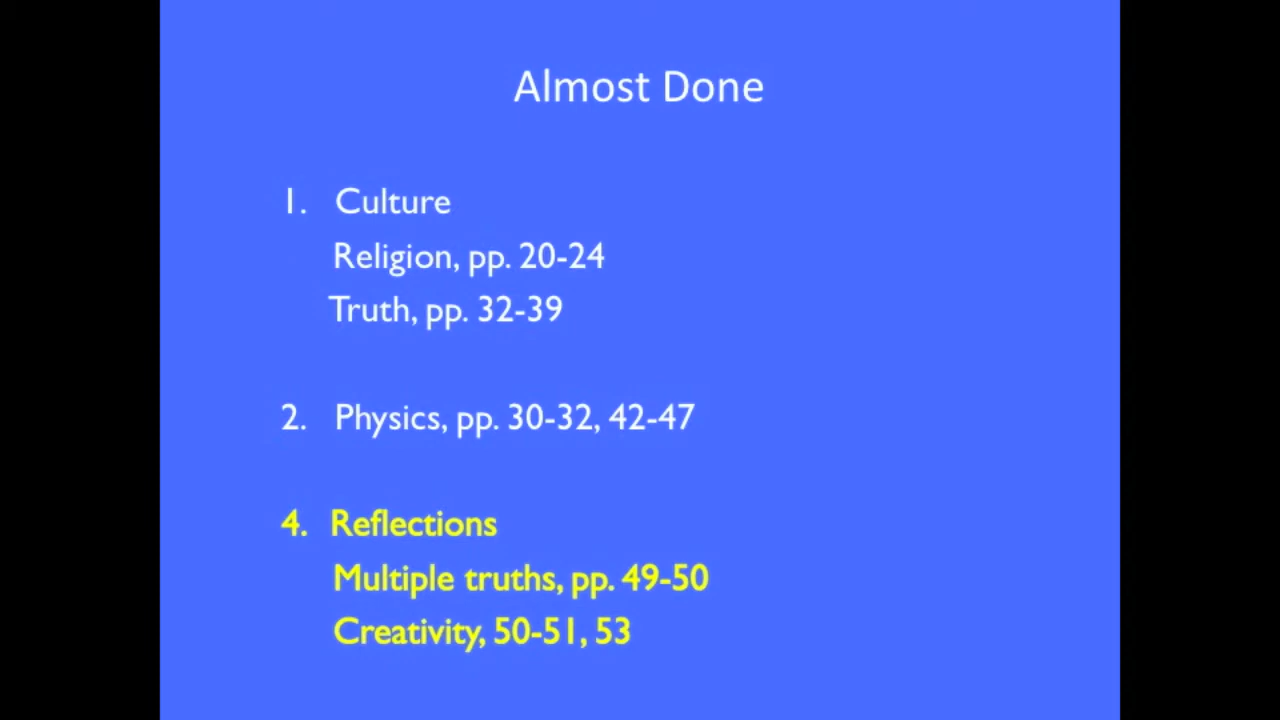 Almost Done
1. Culture
Religion, pp. 20-24
Truth, pp. 32-39
2. Physics, pp. 30-32, 42-47
4. Reflections
Multiple truths, pp. 49-50
Creativity, 50-51, 53